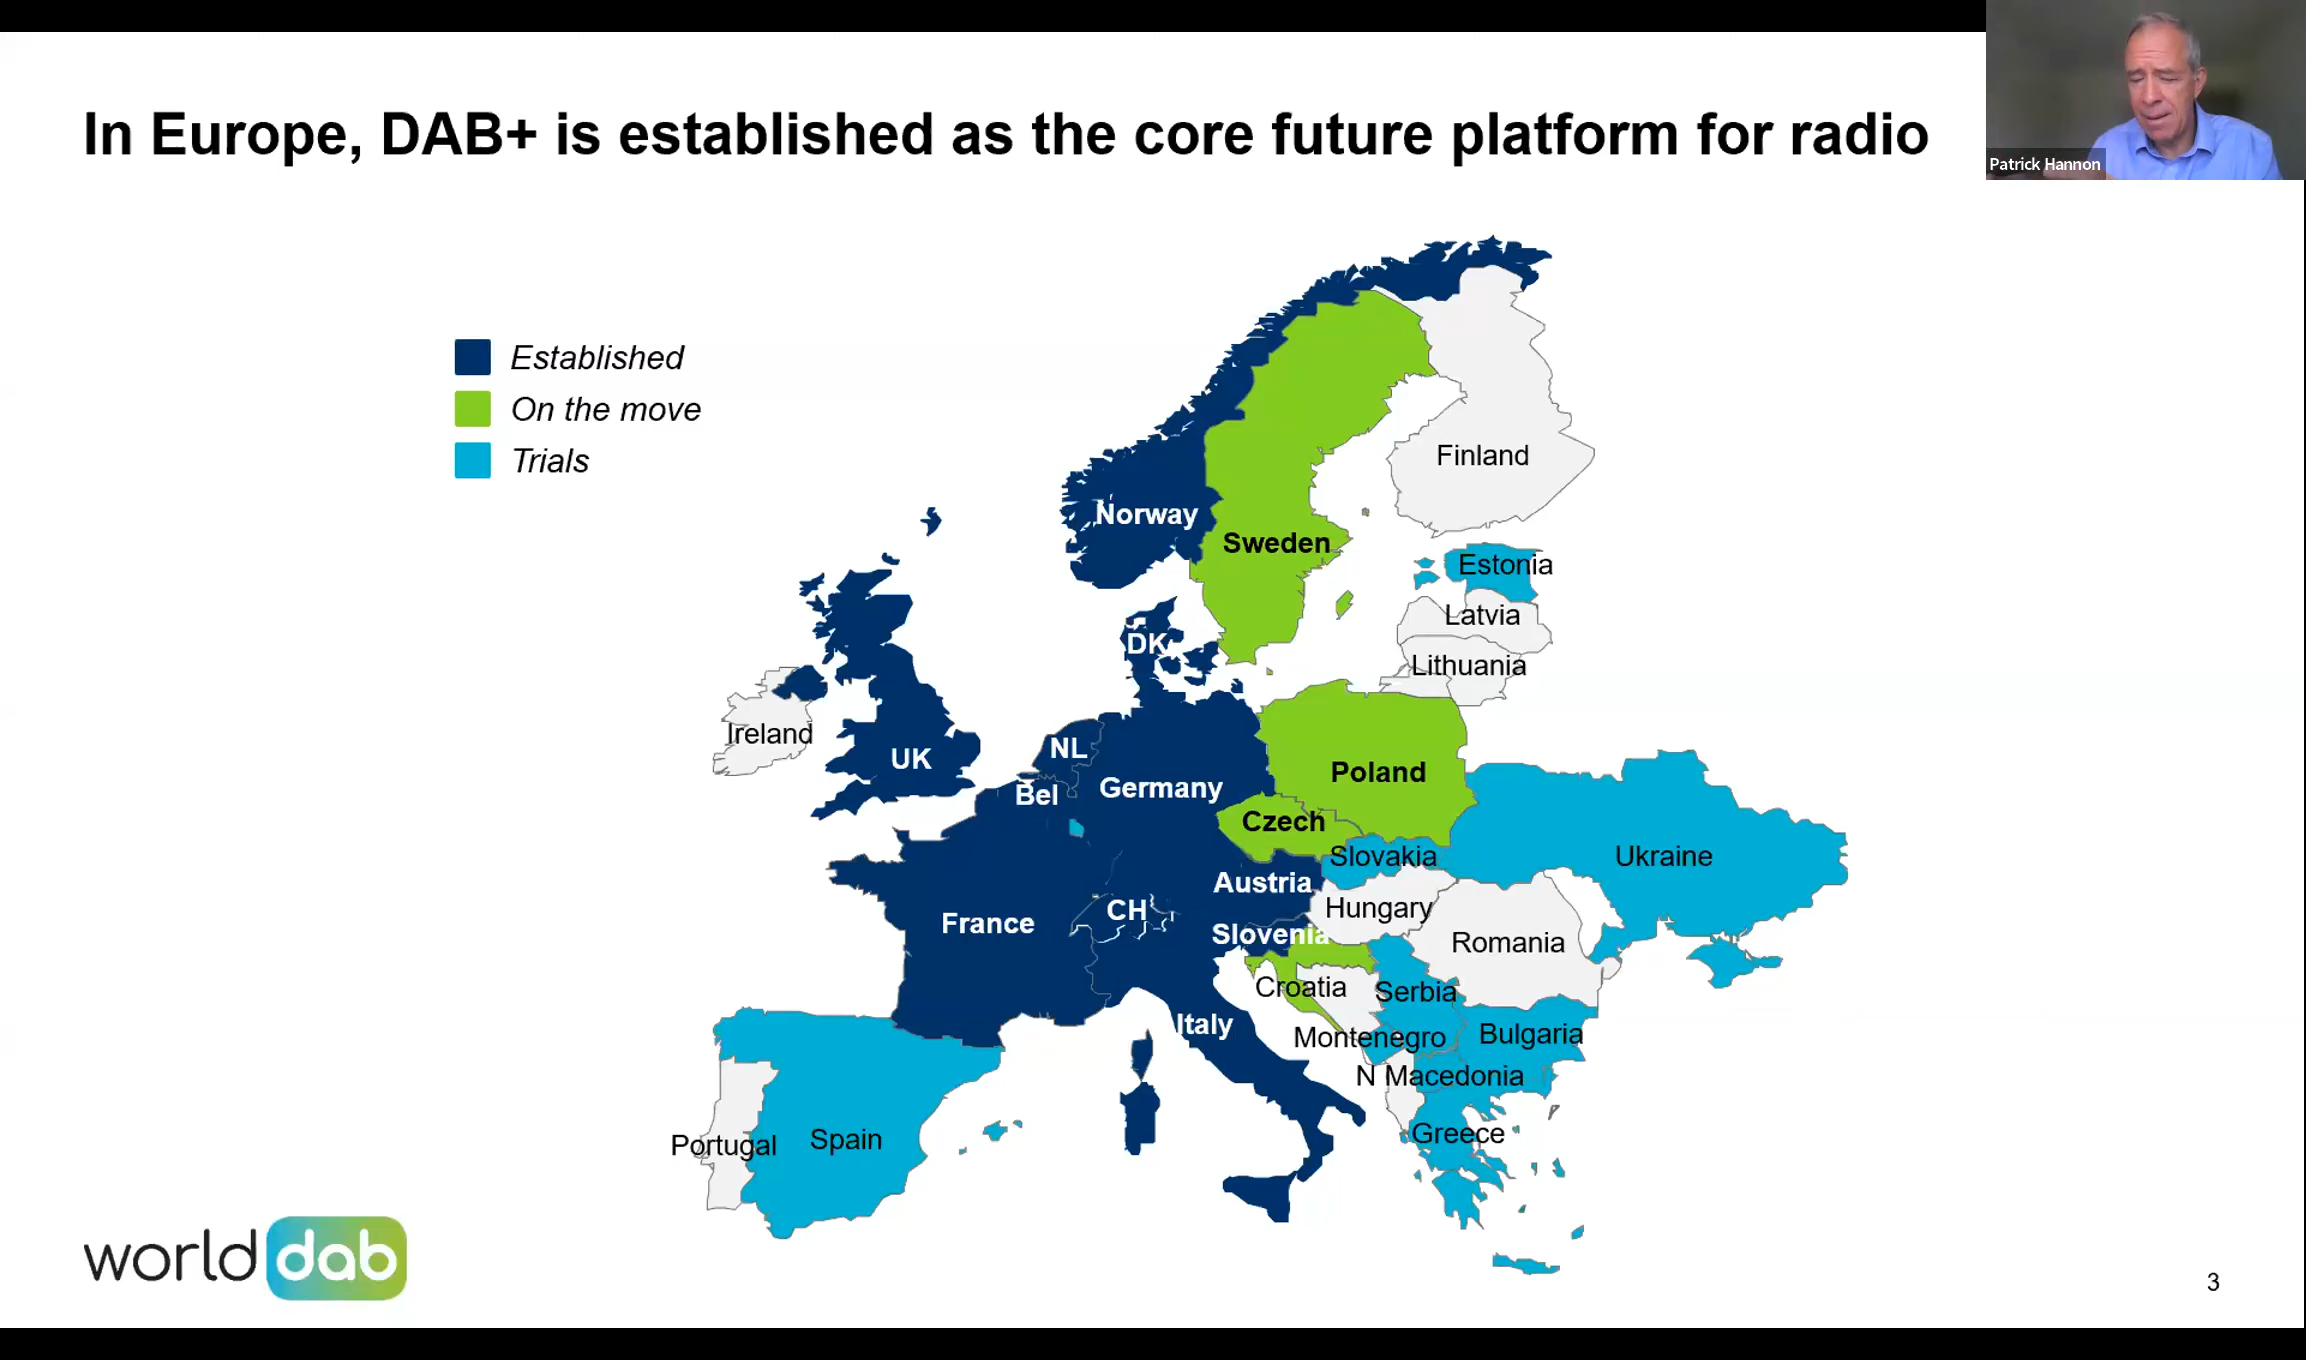 In Europe, DAB+ is established as the core future platform for radio
Patrick Hannon
Established
On the move
Trials
Norway
Sweden
Finland
Estonia
Latvia
Lithuania
DK
Ireland
UK
NL
Bel
Germany
Poland
Czech
Slovakia
Ukraine
Austria
Hungary
France
CH
Slovenia
Romania
Croatia
Serbia
Italy
Montenegro
Bulgaria
N Macedonia
Portugal
Spain
Greece
world dab
3